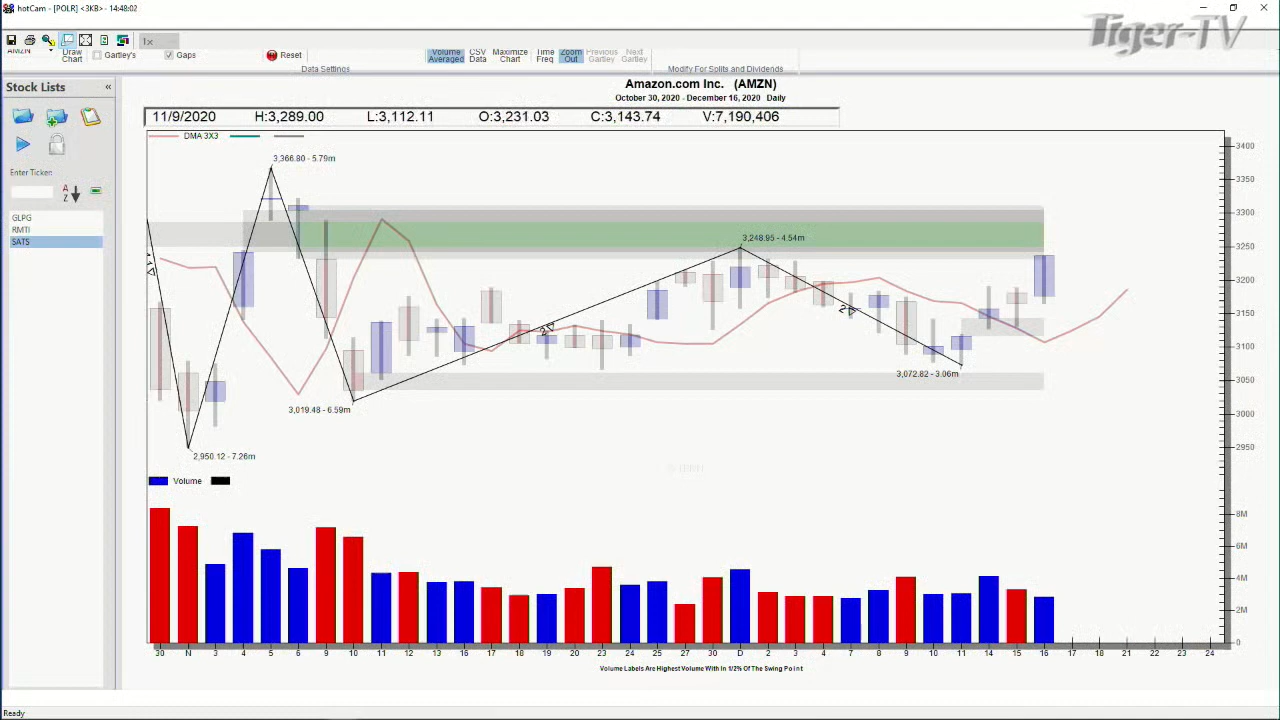 hotCam - [POLR] <3KB> - 14:48:02
Tiger-TV
AMZN
Draw Chart
Gartley's
Gaps
Reset
Volume Averaged
CSV Data
Maximize Chart
Time Freq
Zoom Out
Previous Gartley
Next Gartley
Data Settings
Modify For Splits and Dividends
Stock Lists
Enter Ticker:
A
Z
GLPG
RMTI
SATS
Amazon.com Inc. (AMZN)
October 30, 2020 - December 16, 2020 Daily
11/9/2020 H:3,289.00 L:3,112.11 O:3,231.03 C:3,143.74 V:7,190,406
DMA 3X3
3,366.80 - 5.79m
3,248.95 - 4.54m
3,072.82 - 3.06m
3,019.48 - 6.59m
2,950.12 - 7.26m
3400
3350
3300
3250
3200
3150
3100
3050
3000
2950
Volume
8M
6M
4M
2M
0
30 N 3 4 5 6 9 10 11 12 13 16 17 18 19 20 23 24 25 27 30 D 2 3 4 7 8 9 10 11 14 15 16 17 18 21 22 23 24
Volume Labels Are Highest Volume With In 1/2% Of The Swing Point
Ready